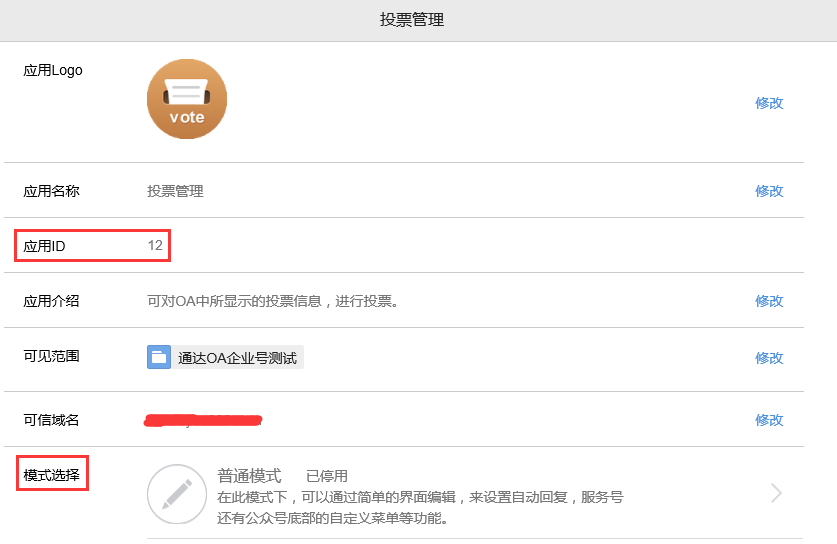 投票管理
应用Logo
vote
修改
应用名称 投票管理 修改
应用ID 12
应用介绍 可对OA中所显示的投票信息，进行投票。 修改
可见范围 通达OA企业号测试 修改
可信域名 修改
模式选择 普通模式 已停用
在此模式下，可以通过简单的界面编辑，来设置自动回复，服务号
还有公众号底部的自定义菜单等功能。